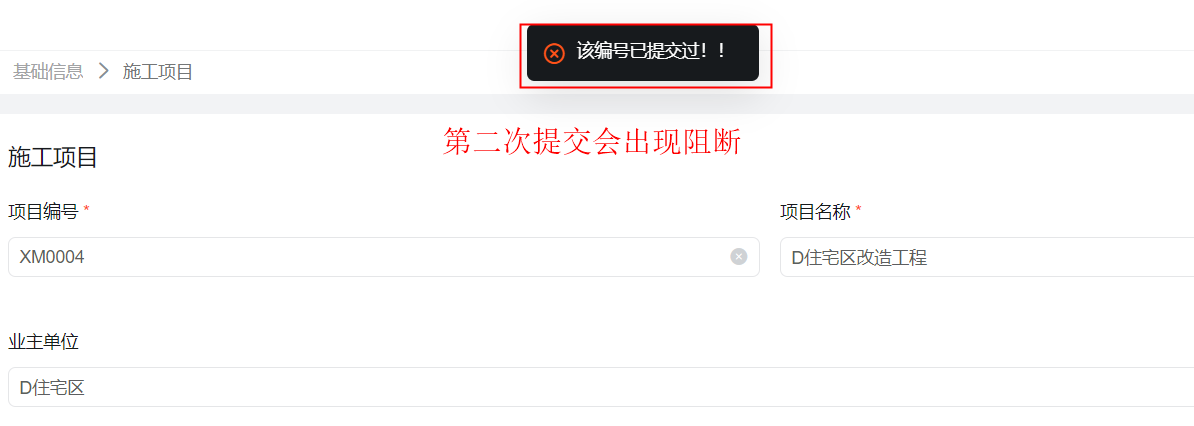 该编号已提交过！！
基础信息 > 施工项目
第二次提交会出现阻断
施工项目
项目编号 * 项目名称 *
XM0004 D住宅区改造工程
业主单位
D住宅区